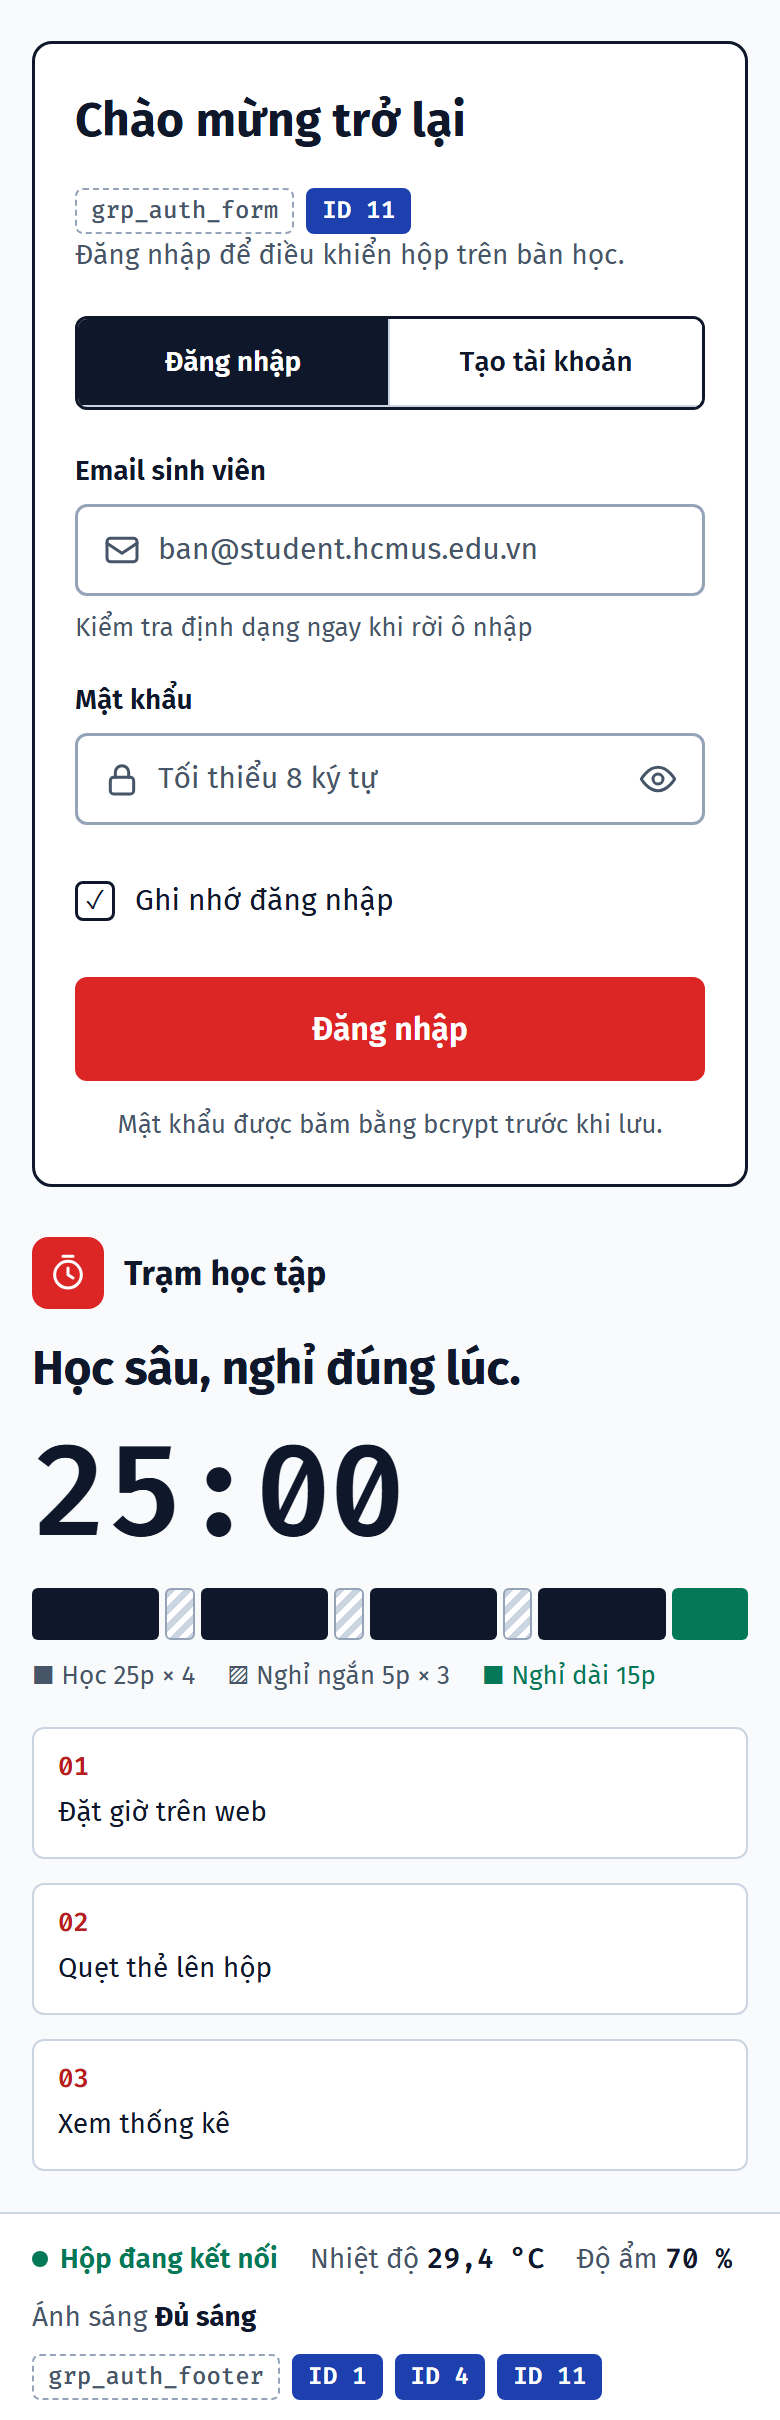 Chào mừng trở lại
grp_auth_form ID 11
Đăng nhập để điều khiển hộp trên bàn học.
Đăng nhập Tạo tài khoản
Email sinh viên
ban@student.hcmus.edu.vn
Kiểm tra định dạng ngay khi rời ô nhập
Mật khẩu
Tối thiểu 8 ký tự
Ghi nhớ đăng nhập
Đăng nhập
Mật khẩu được băm bằng bcrypt trước khi lưu.
Trạm học tập
Học sâu, nghỉ đúng lúc.
25:00
Học 25p × 4 Nghỉ ngắn 5p × 3 Nghỉ dài 15p
01
Đặt giờ trên web
02
Quẹt thẻ lên hộp
03
Xem thống kê
Hộp đang kết nối Nhiệt độ 29,4 °C Độ ẩm 70 %
Ánh sáng Đủ sáng
grp_auth_footer ID 1 ID 4 ID 11